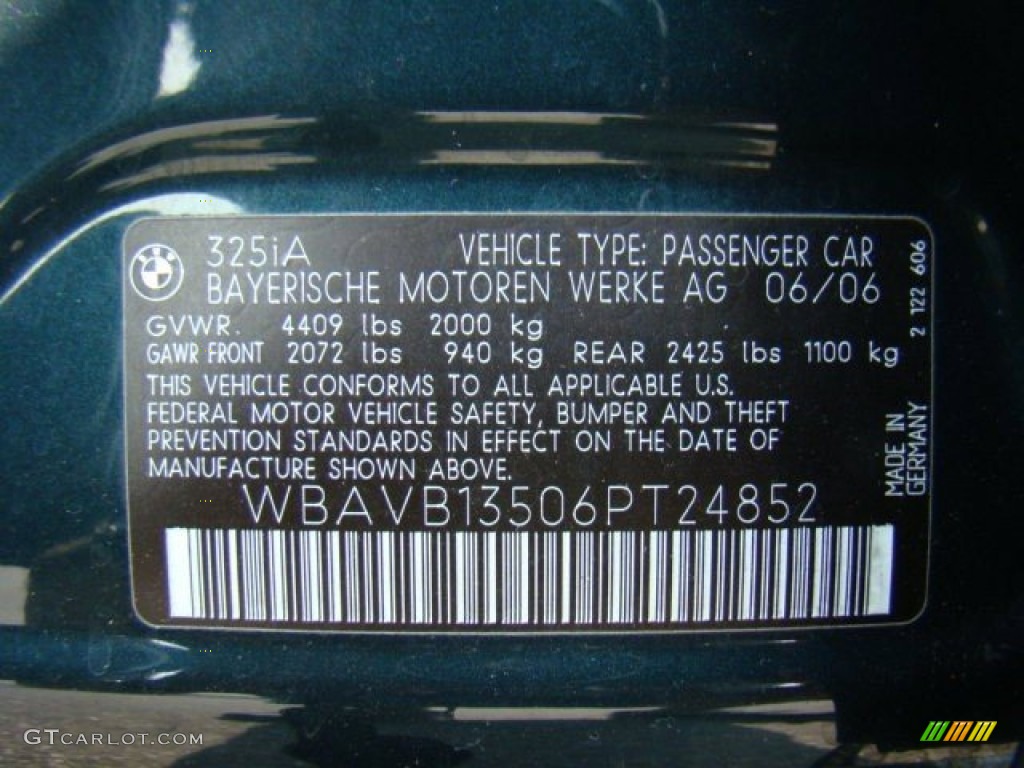 325iA VEHICLE TYPE: PASSENGER CAR
BAYERISCHE MOTOREN WERKE AG 06/06
GVWR. 4409 lbs 2000 kg
GAWR FRONT 2072 lbs 940 kg REAR 2425 lbs 1100 kg
THIS VEHICLE CONFORMS TO ALL APPLICABLE U.S.
FEDERAL MOTOR VEHICLE SAFETY, BUMPER AND THEFT
PREVENTION STANDARDS IN EFFECT ON THE DATE OF
MANUFACTURE SHOWN ABOVE.
WBAVB13506PT24852
2 122 606
MADE IN
GERMANY
BMW
GTCARLOT.COM